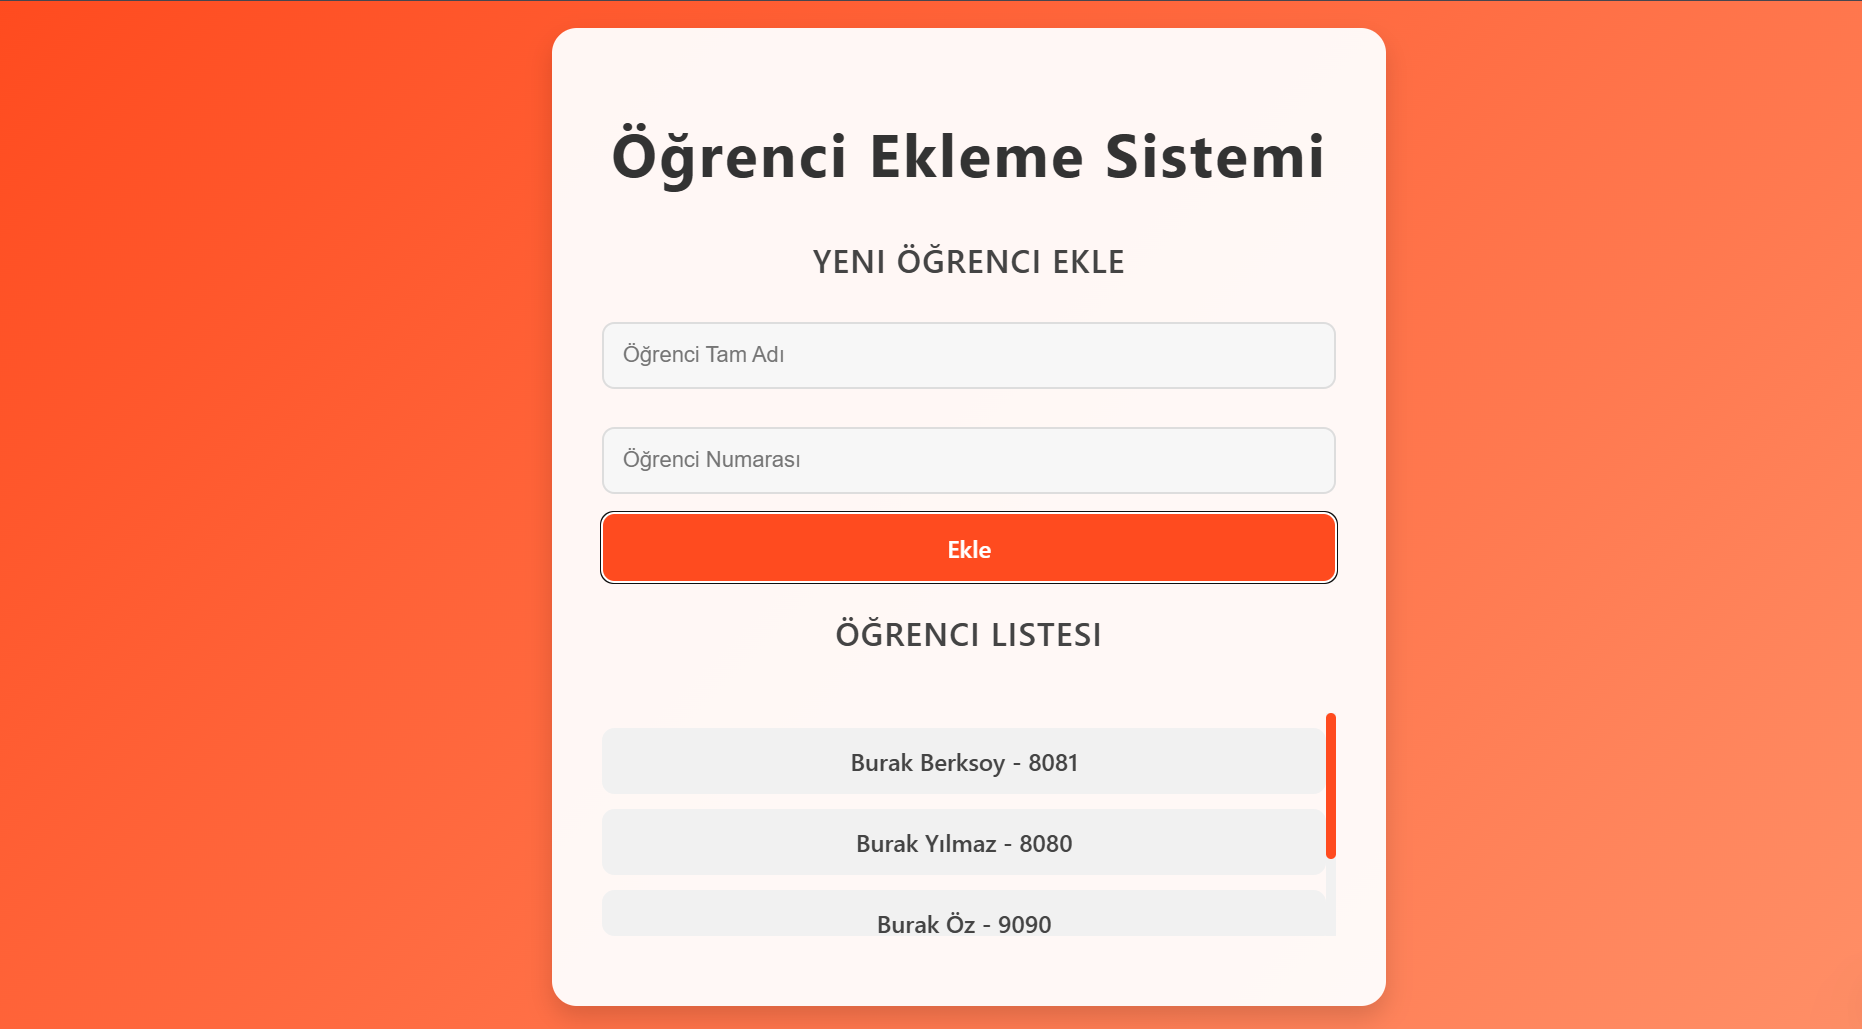 Öğrenci Ekleme Sistemi
YENI ÖĞRENCI EKLE
Öğrenci Tam Adı
Öğrenci Numarası
Ekle
ÖĞRENCI LISTESI
Burak Berksoy - 8081
Burak Yılmaz - 8080
Burak Öz - 9090